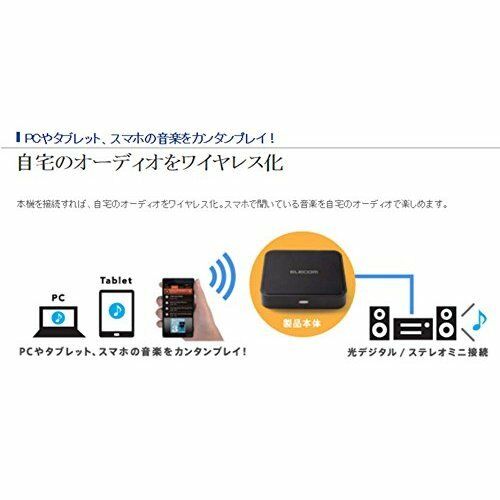 PCやタブレット、スマホの音楽をカンタンプレイ!
自宅のオーディオをワイヤレス化
本機を接続すれば、自宅のオーディオをワイヤレス化。スマホで聞いている音楽を自宅のオーディオで楽しめます。
Tablet
PC
ELECOM
製品本体
PCやタブレット、スマホの音楽をカンタンプレイ!
光デジタル / ステレオミニ接続